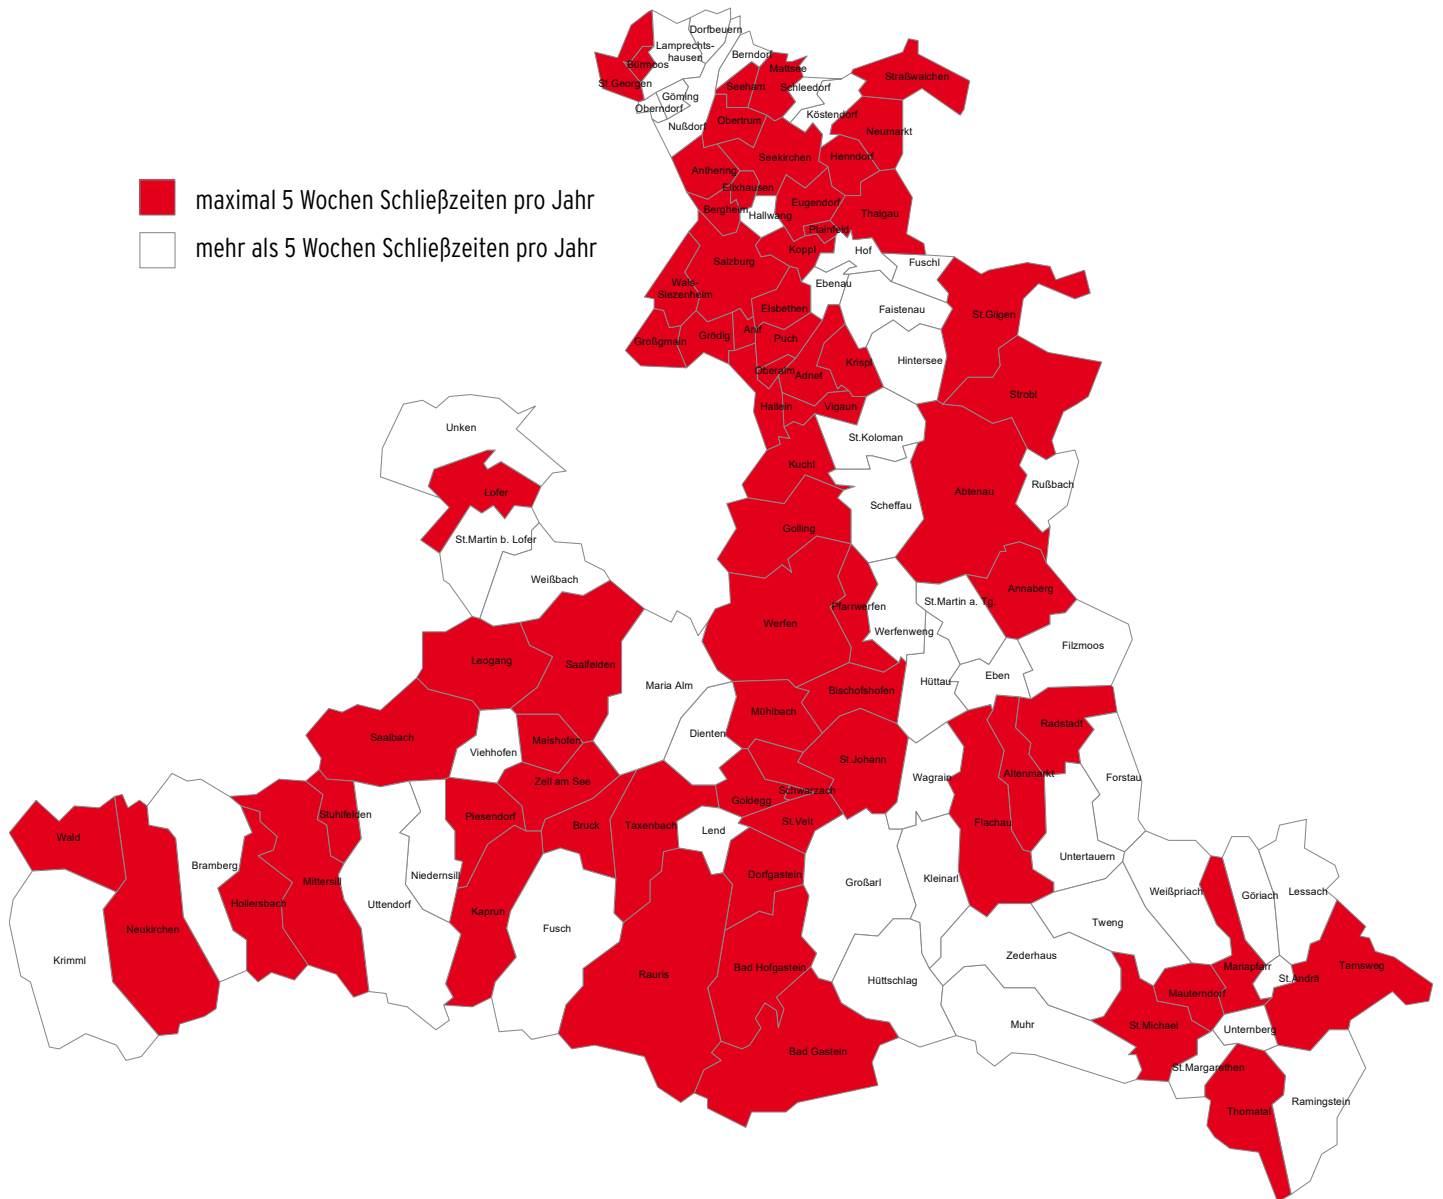 Dorfbeuern
Lamprechts-
hausen
Berndorf
Bürmoos
Mattsee
Straßwalchen
St.Georgen
Seeham
Schleedorf
Göming
Oberndorf
Köstendorf
Obertrum
Nußdorf
Neumarkt
Seekirchen
Henndorf
Anthering
Elixhausen
maximal 5 Wochen Schließzeiten pro Jahr
Eugendorf
Bergheim
Hallwang
Thalgau
Plainfeld
mehr als 5 Wochen Schließzeiten pro Jahr
Koppl
Hof
Salzburg
Fuschl
Wals-
Siezenheim
Ebenau
Elsbethen
Faistenau
St.Gilgen
Anif
Grödig
Puch
Großgmain
Hintersee
Krispl
Oberalm
Adnet
Strobl
Hallein
Vigaun
Unken
St.Koloman
Kuchl
Rußbach
Lofer
Abtenau
Scheffau
Golling
St.Martin b. Lofer
Weißbach
Annaberg
St.Martin a. Tg.
Pfarrwerfen
Werfen
Werfenweng
Filzmoos
Leogang
Saalfelden
Eben
Hüttau
Maria Alm
Bischofshofen
Mühlbach
Radstadt
Dienten
Saalbach
Maishofen
Viehhofen
St.Johann
Altenmarkt
Wagrain
Forstau
Zell am See
Schwarzach
Goldegg
Stuhlfelden
Piesendorf
St.Veit
Flachau
Bruck
Taxenbach
Lend
Wald
Untertauern
Bramberg
Dorfgastein
Niedernsill
Kleinarl
Mittersill
Großarl
Weißpriach
Lessach
Göriach
Hollersbach
Uttendorf
Kaprun
Tweng
Neukirchen
Fusch
Zederhaus
Krimml
Bad Hofgastein
Mariapfarr
Tamsweg
Rauris
Hüttschlag
St.Andrä
Mauterndorf
Muhr
St.Michael
Unternberg
Bad Gastein
St.Margarethen
Ramingstein
Thomatal